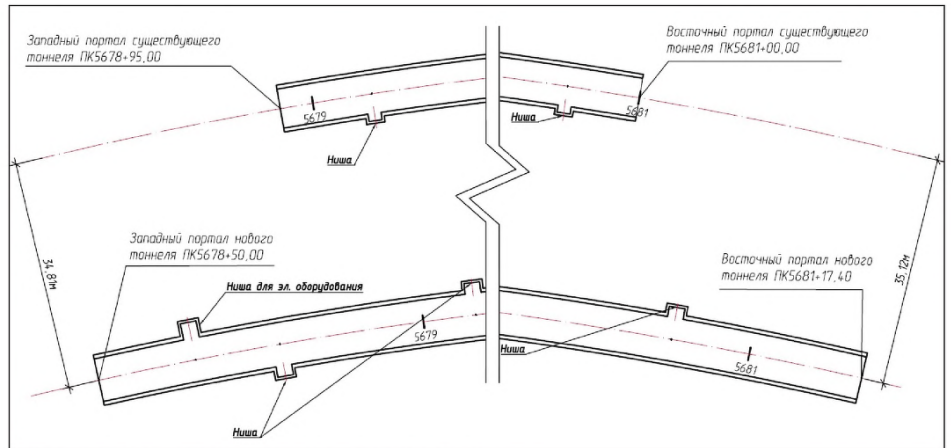 Западный портал существующего
тоннеля ПК5678+95,00
Восточный портал существующего
тоннеля ПК5681+00,00
5679
Ниша
Ниша
5681
34,81м
Западный портал нового
тоннеля ПК5678+50,00
Ниша для эл. оборудования
Восточный портал нового
тоннеля ПК5681+17,40
35,12м
5679
Ниша
5681
Ниша